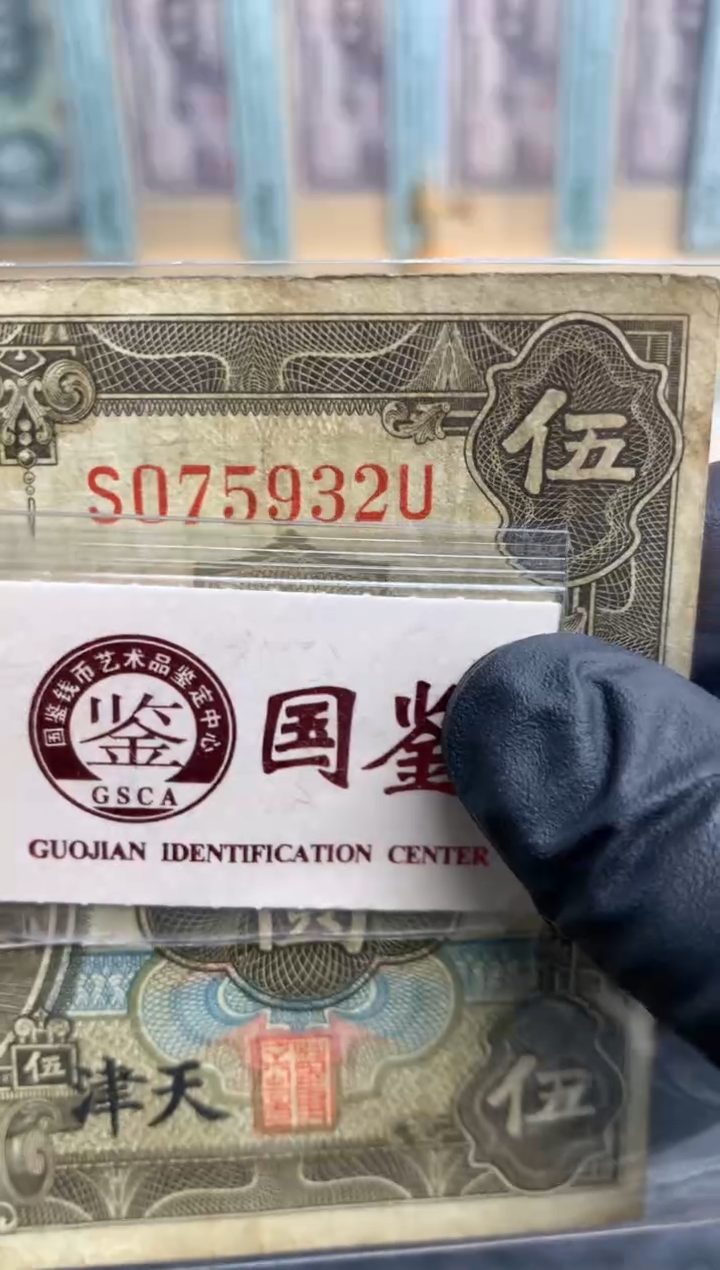 伍
S075932U
国鉴钱币艺术品鉴定中心
鉴
GSCA
国鉴
GUOJIAN IDENTIFICATION CENTER
伍
津天
伍